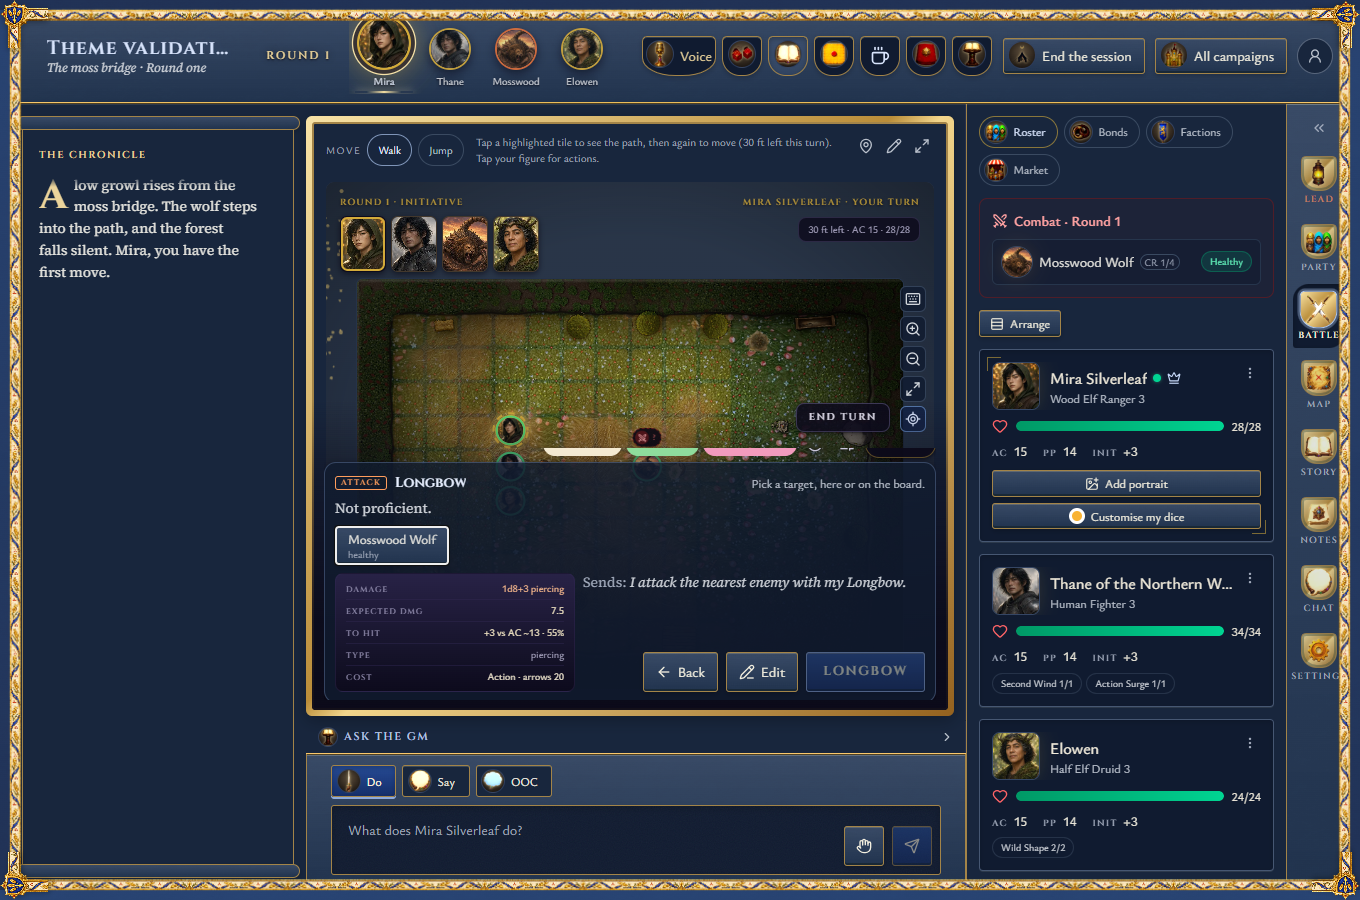 THEME VALIDATI...
The moss bridge · Round one
ROUND 1
Mira
Thane
Mosswood
Elowen
Voice
End the session
All campaigns
THE CHRONICLE
A low growl rises from the
moss bridge. The wolf steps
into the path, and the forest
falls silent. Mira, you have the
first move.
MOVE
Walk
Jump
Tap a highlighted tile to see the path, then again to move (30 ft left this turn).
Tap your figure for actions.
ROUND 1 · INITIATIVE
MIRA SILVERLEAF · YOUR TURN
30 ft left · AC 15 · 28/28
END TURN
ATTACK
LONGBOW
Pick a target, here or on the board.
Not proficient.
Mosswood Wolf
healthy
DAMAGE 1d8+3 piercing
EXPECTED DMG 7.5
TO HIT +3 vs AC ~13 · 55%
TYPE piercing
COST Action · arrows 20
Sends: I attack the nearest enemy with my Longbow.
Back
Edit
LONGBOW
ASK THE GM
Do
Say
OOC
What does Mira Silverleaf do?
Roster
Bonds
Factions
Market
Combat · Round 1
Mosswood Wolf CR 1/4 Healthy
Arrange
Mira Silverleaf
Wood Elf Ranger 3
28/28
AC 15 PP 14 INIT +3
Add portrait
Customise my dice
Thane of the Northern W...
Human Fighter 3
34/34
AC 15 PP 14 INIT +3
Second Wind 1/1 Action Surge 1/1
Elowen
Half Elf Druid 3
24/24
AC 15 PP 14 INIT +3
Wild Shape 2/2
LEAD
PARTY
BATTLE
MAP
STORY
NOTES
CHAT
SETTING